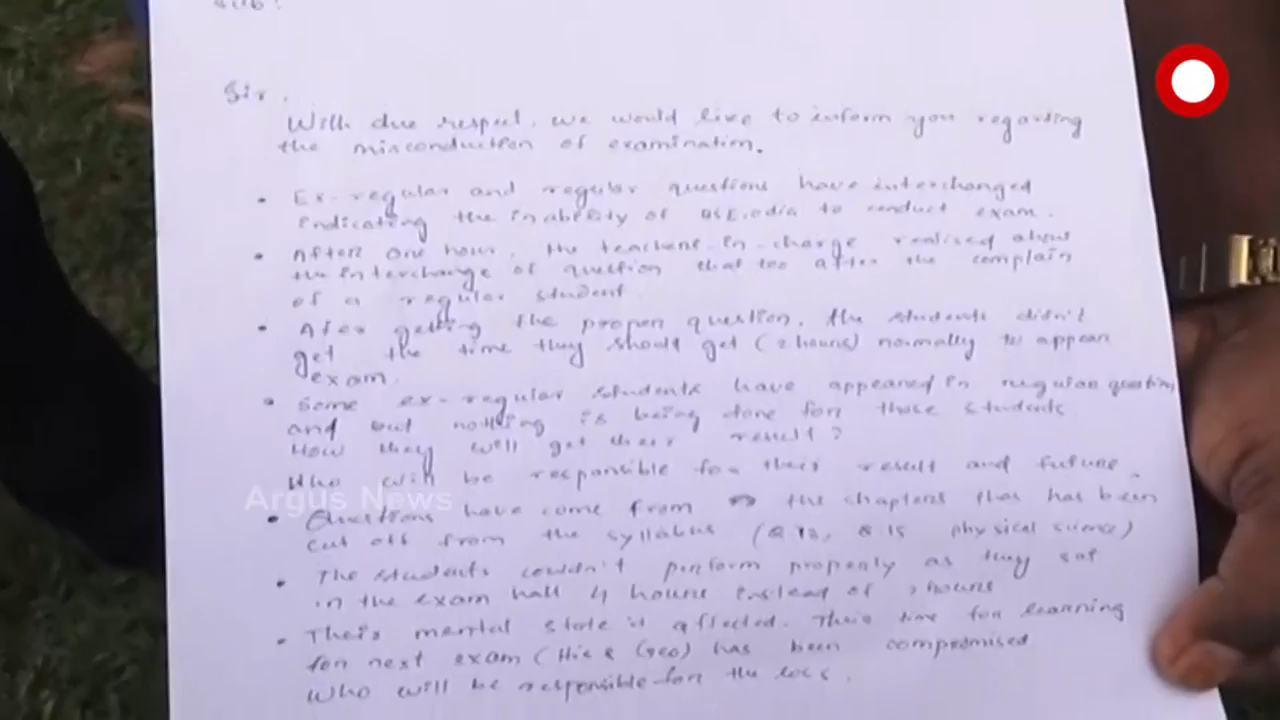 Sub:
Sir,
With due respect, we would like to inform you regarding
the misconduction of examination.
• Ex-regular and regular questions have interchanged
indicating the inability of BSE, odia to conduct exam.
• After one hour, the teachers-in-charge realised about
the interchange of question that too after the complain
of a regular student
• After getting the proper question, the students didn't
get the time they should get (2 hours) normally to appear
exam.
• Some ex-regular students have appeared in regular question
and but nothing is being done for those students
How they will get their result?
Who will be responsible for their result and future.
Argus News
• Questions have come from the chapters that has been
cut off from the syllabus (Q 13, Q 15 physical science)
• The students couldn't perform properly as they sat
in the exam hall 4 hours instead of 2 hours
• Their mental state is affected. Their time for learning
for next exam (His & Geo) has been compromised
Who will be responsible for the loss.